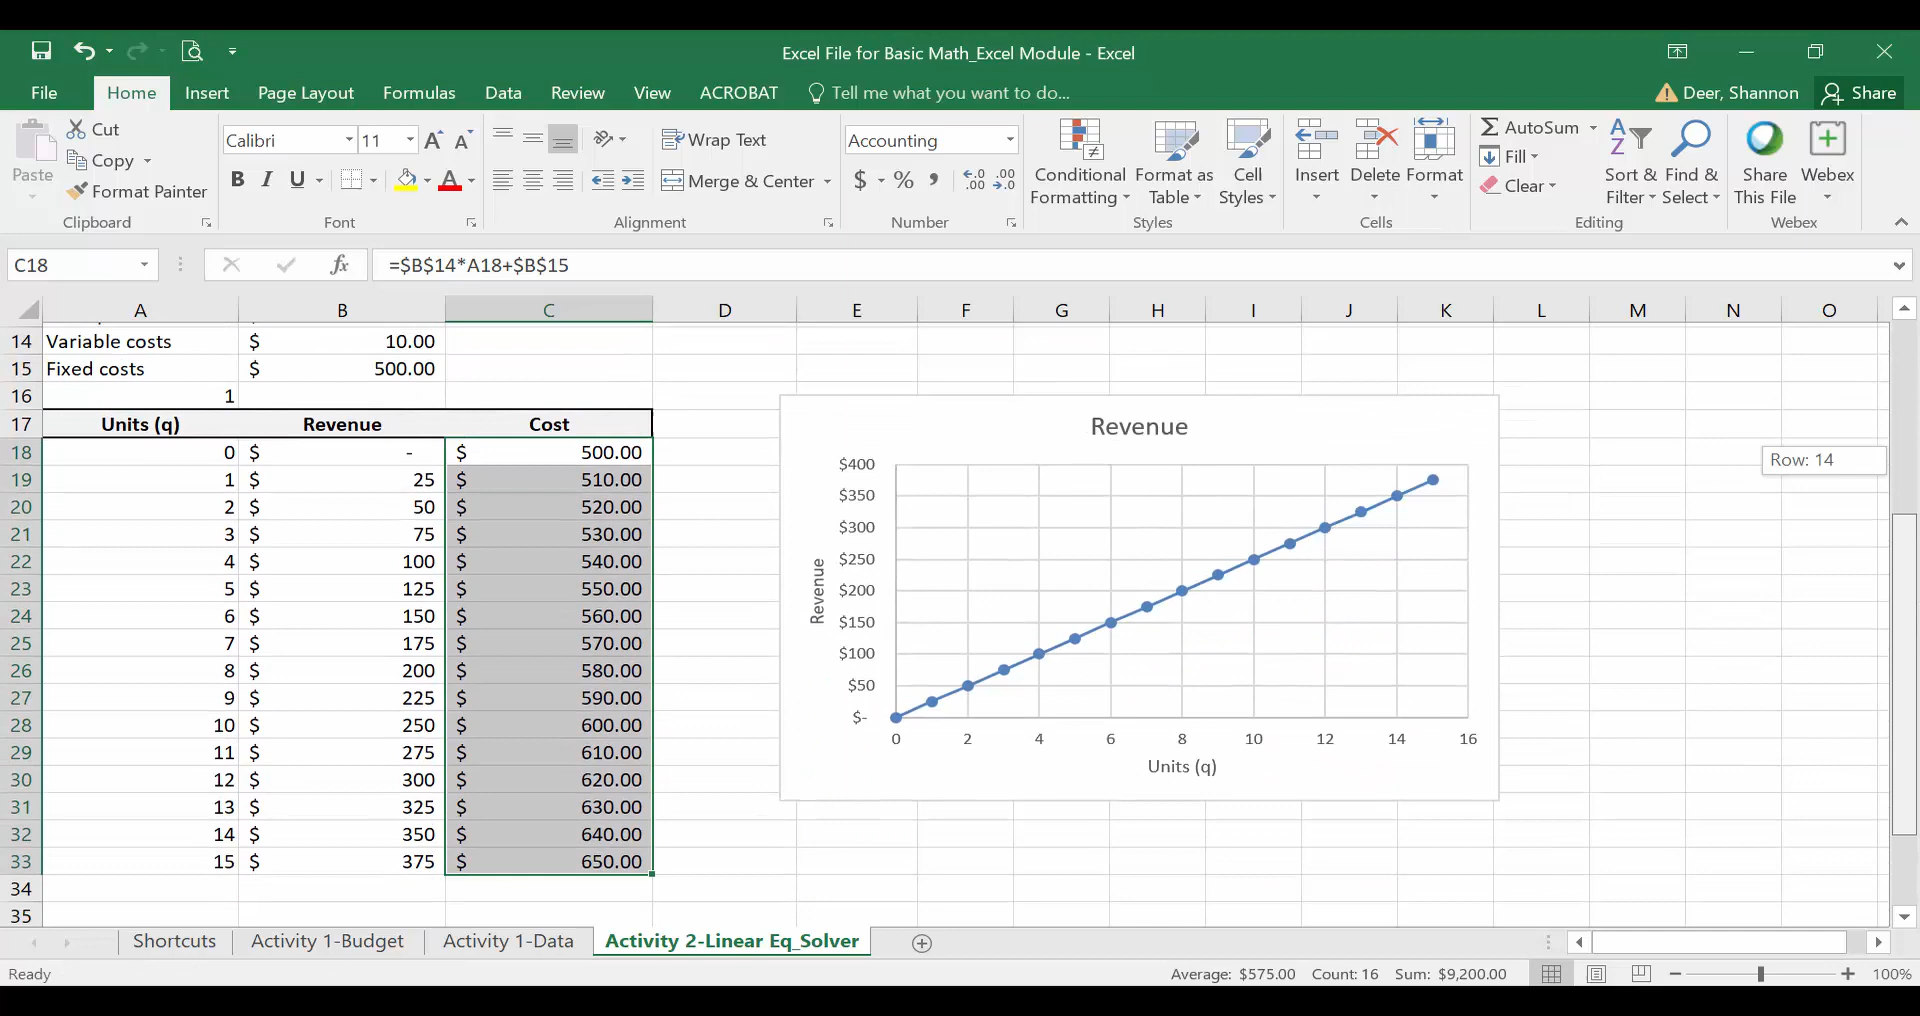 Excel File for Basic Math_Excel Module - Excel
File Home Insert Page Layout Formulas Data Review View ACROBAT Tell me what you want to do... Deer, Shannon Share
Paste Cut Copy Format Painter
Calibri 11 A A Wrap Text Accounting
B I U A Merge & Center $ % , .00 .00
Conditional Formatting Format as Table Cell Styles Insert Delete Format
AutoSum Fill Clear Sort & Filter Find & Select Share This File Webex
Clipboard Font Alignment Number Styles Cells Editing Webex
C18 fx =$B$14*A18+$B$15
A B C D E F G H I J K L M N O
14 Variable costs $ 10.00
15 Fixed costs $ 500.00
16 1
17 Units (q) Revenue Cost
18 0 $ - $ 500.00
19 1 $ 25 $ 510.00
20 2 $ 50 $ 520.00
21 3 $ 75 $ 530.00
22 4 $ 100 $ 540.00
23 5 $ 125 $ 550.00
24 6 $ 150 $ 560.00
25 7 $ 175 $ 570.00
26 8 $ 200 $ 580.00
27 9 $ 225 $ 590.00
28 10 $ 250 $ 600.00
29 11 $ 275 $ 610.00
30 12 $ 300 $ 620.00
31 13 $ 325 $ 630.00
32 14 $ 350 $ 640.00
33 15 $ 375 $ 650.00
34
35
Revenue
$400
$350
$300
$250
$200
$150
$100
$50
$-
Revenue
0 2 4 6 8 10 12 14 16
Units (q)
Row: 14
Shortcuts Activity 1-Budget Activity 1-Data Activity 2-Linear Eq_Solver
Ready Average: $575.00 Count: 16 Sum: $9,200.00 100%